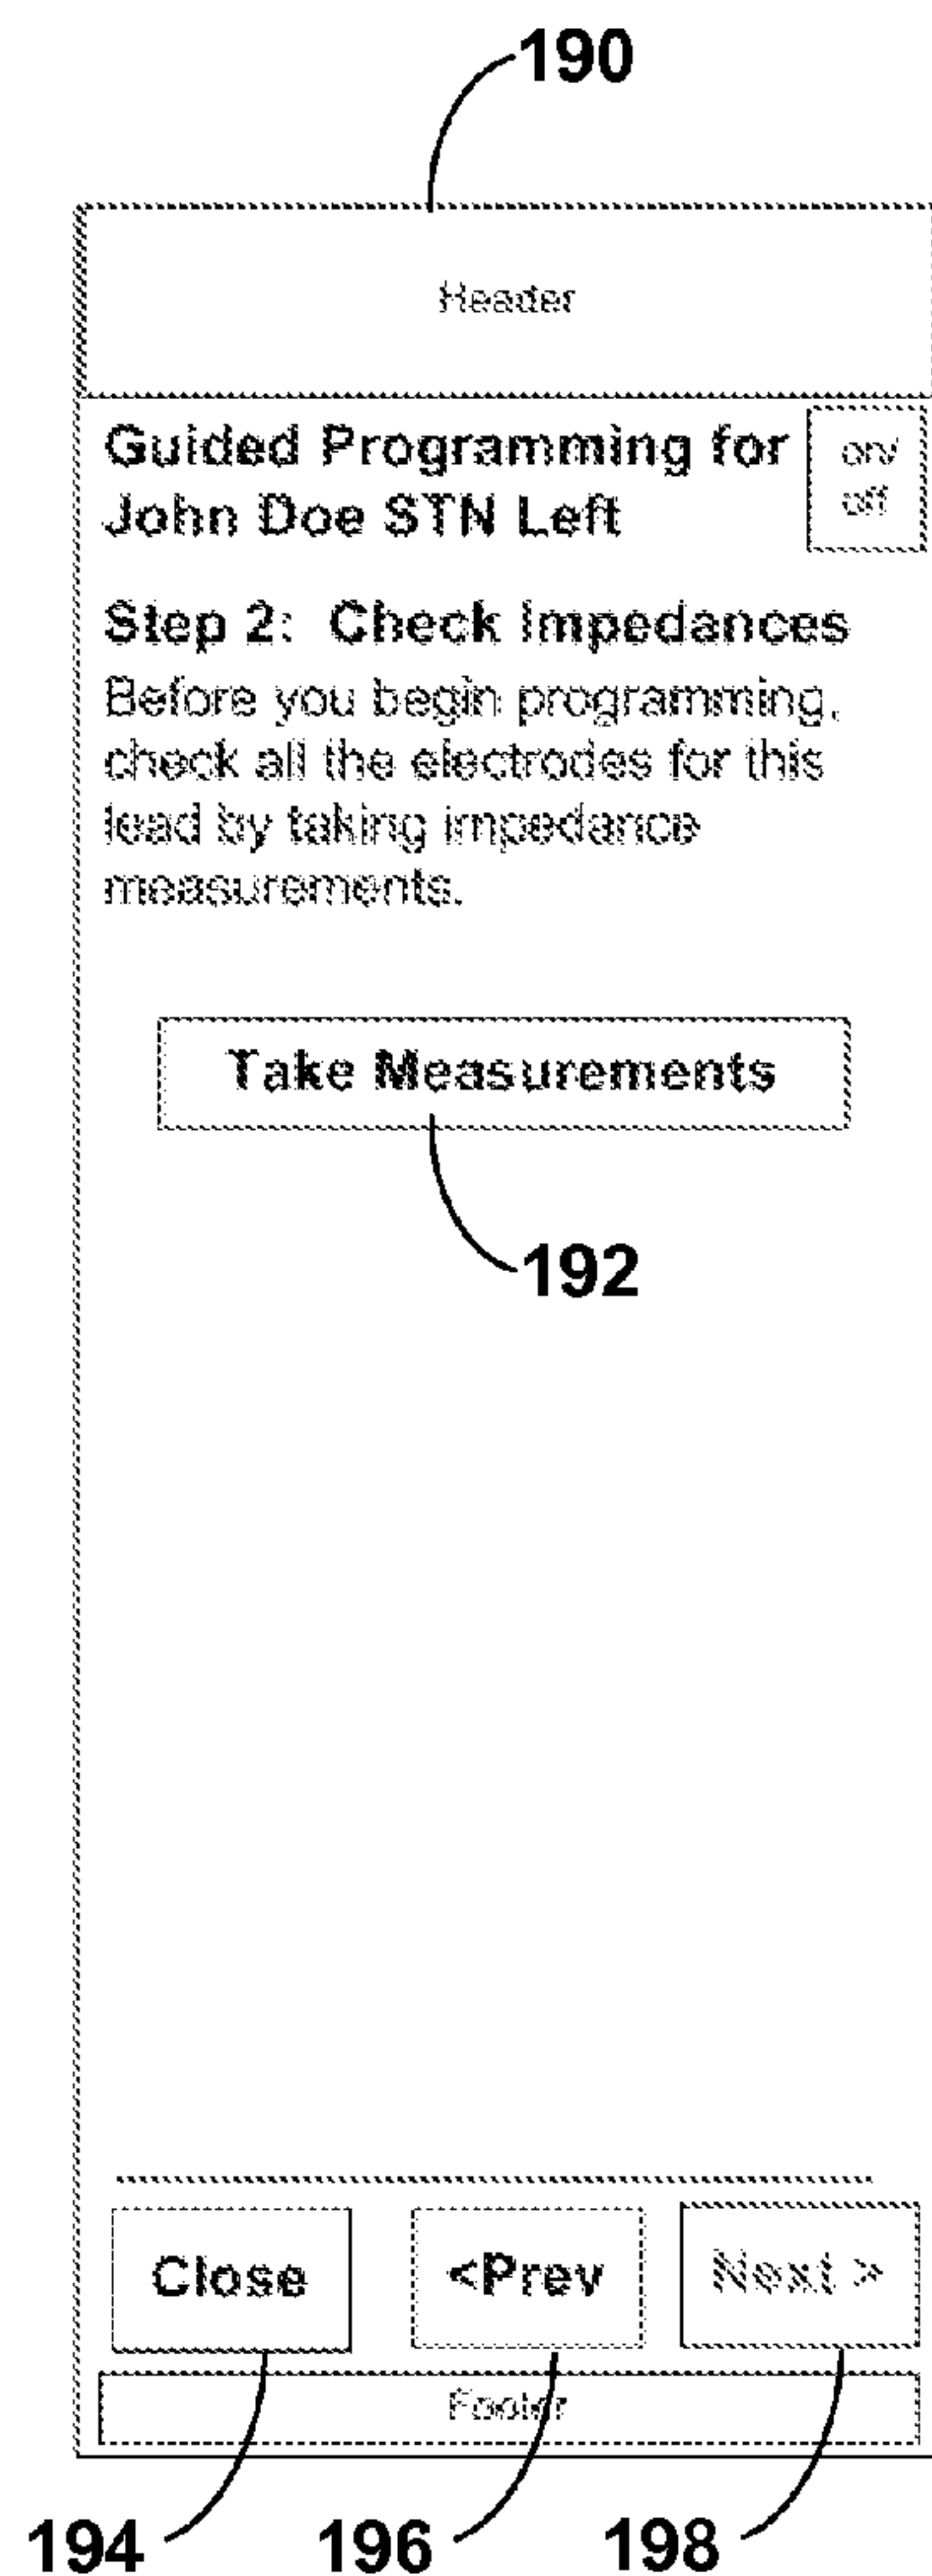 190
Header
Guided Programming for
on/
off
John Doe STN Left
Step 2: Check Impedances
Before you begin programming,
check all the electrodes for this
lead by taking impedance
measurements.
Take Measurements
192
Close
<Prev
Next >
Footer
194
196
198